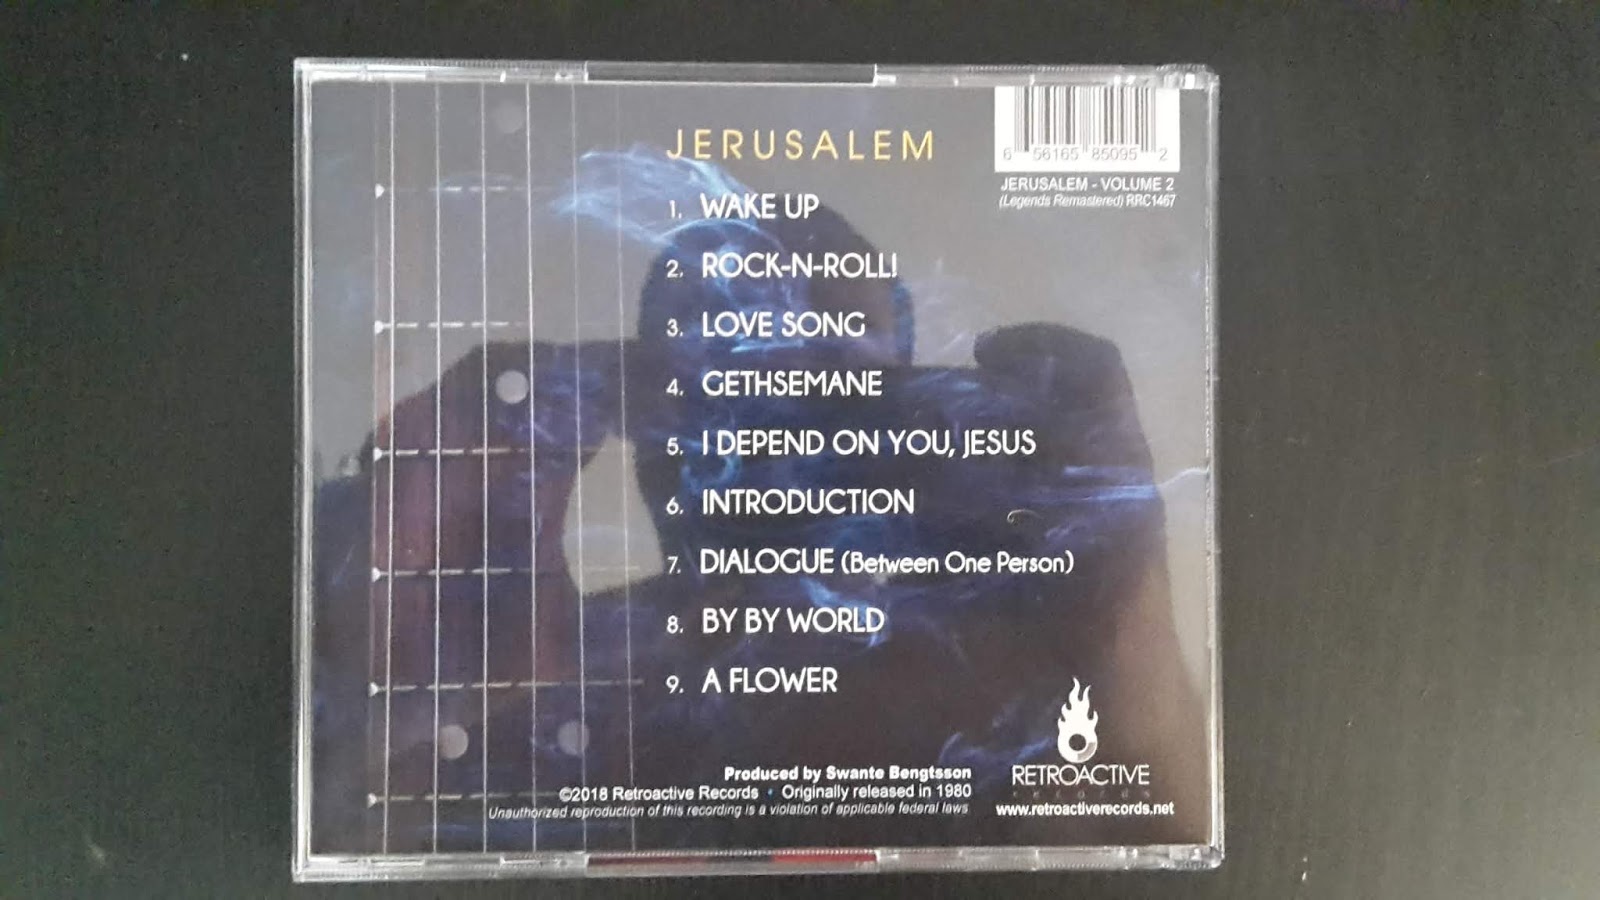 JERUSALEM
1. WAKE UP
2. ROCK-N-ROLL!
3. LOVE SONG
4. GETHSEMANE
5. I DEPEND ON YOU, JESUS
6. INTRODUCTION
7. DIALOGUE (Between One Person)
8. BY BY WORLD
9. A FLOWER
6 56165 85095 2
JERUSALEM - VOLUME 2
(Legends Remastered) RRC1467
Produced by Swante Bengtsson
©2018 Retroactive Records • Originally released in 1980
Unauthorized reproduction of this recording is a violation of applicable federal laws
RETROACTIVE
records
www.retroactiverecords.net